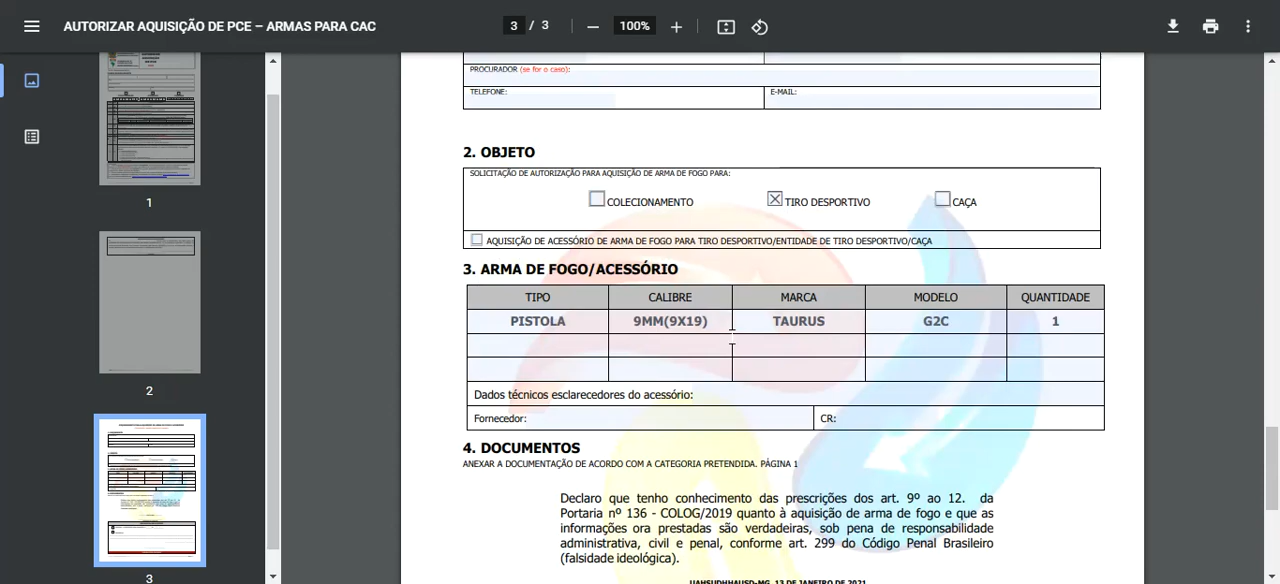 AUTORIZAR AQUISIÇÃO DE PCE – ARMAS PARA CAC
3 / 3
100%
1
2
3
PROCURADOR (se for o caso):
TELEFONE:
E-MAIL:
2. OBJETO
SOLICITAÇÃO DE AUTORIZAÇÃO PARA AQUISIÇÃO DE ARMA DE FOGO PARA:
COLECIONAMENTO
TIRO DESPORTIVO
CAÇA
AQUISIÇÃO DE ACESSÓRIO DE ARMA DE FOGO PARA TIRO DESPORTIVO/ENTIDADE DE TIRO DESPORTIVO/CAÇA
3. ARMA DE FOGO/ACESSÓRIO
TIPO CALIBRE MARCA MODELO QUANTIDADE
PISTOLA 9MM(9X19) TAURUS G2C 1
Dados técnicos esclarecedores do acessório:
Fornecedor: CR:
4. DOCUMENTOS
ANEXAR A DOCUMENTAÇÃO DE ACORDO COM A CATEGORIA PRETENDIDA. PÁGINA 1
Declaro que tenho conhecimento das prescrições dos art. 9º ao 12. da
Portaria nº 136 - COLOG/2019 quanto à aquisição de arma de fogo e que as
informações ora prestadas são verdadeiras, sob pena de responsabilidade
administrativa, civil e penal, conforme art. 299 do Código Penal Brasileiro
(falsidade ideológica).
13 DE JANEIRO DE 2021